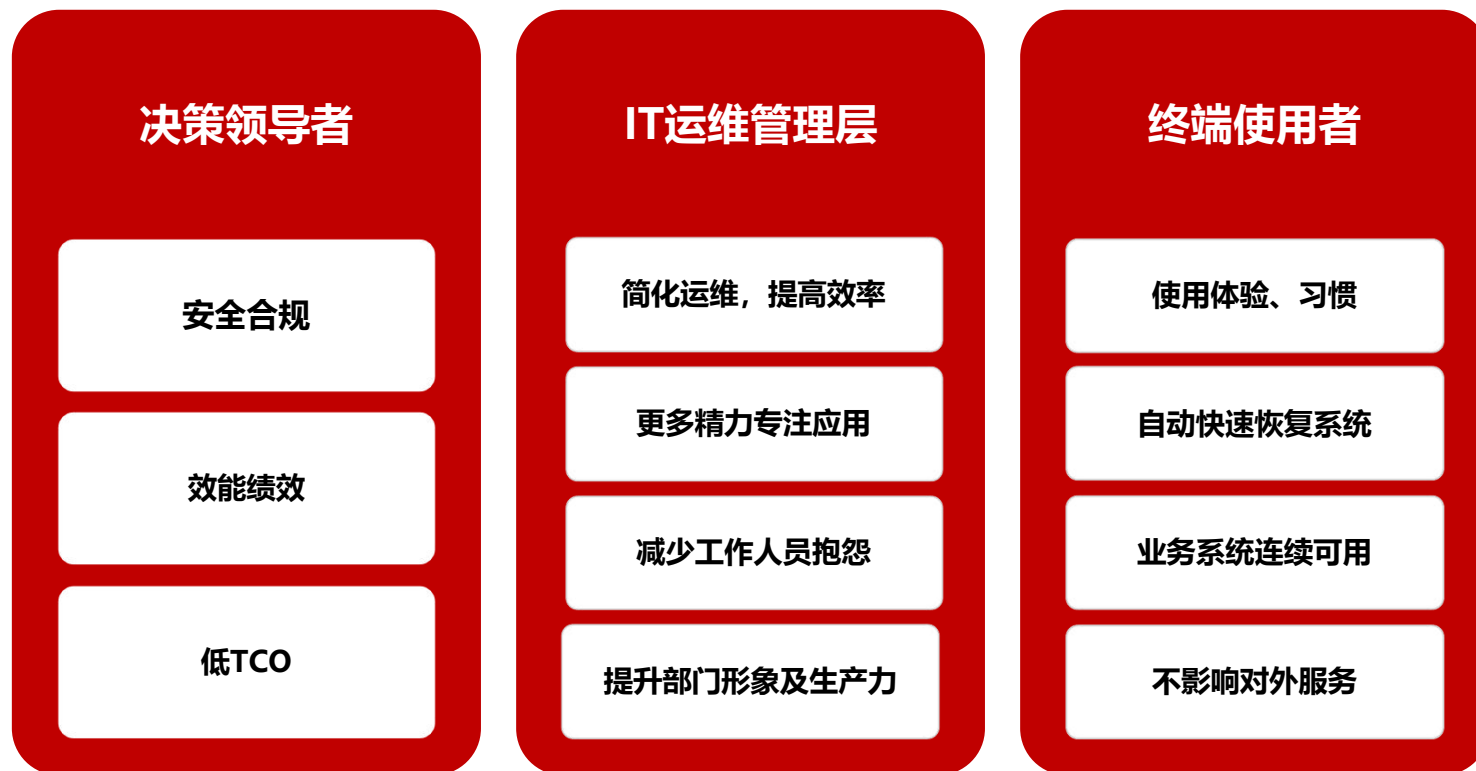 决策领导者
安全合规
效能绩效
低TCO
IT运维管理层
简化运维，提高效率
更多精力专注应用
减少工作人员抱怨
提升部门形象及生产力
终端使用者
使用体验、习惯
自动快速恢复系统
业务系统连续可用
不影响对外服务